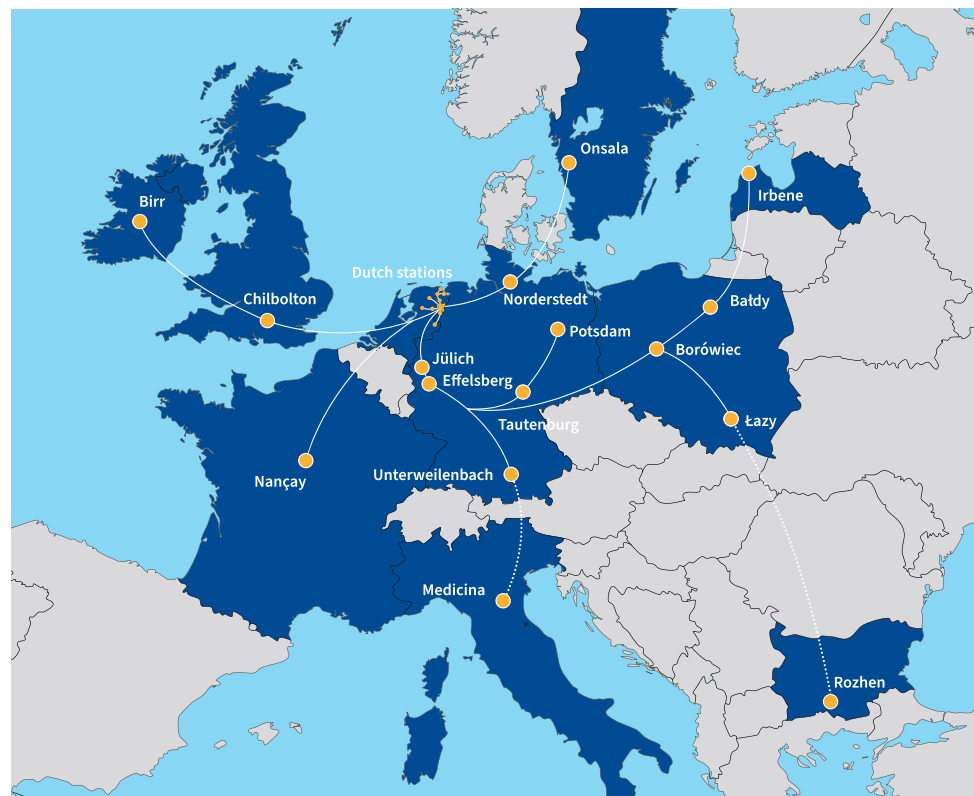 Onsala
Irbene
Birr
Dutch stations
Chilbolton
Norderstedt
Bałdy
Potsdam
Borówiec
Jülich
Effelsberg
Łazy
Tautenburg
Unterweilenbach
Nançay
Medicina
Rozhen